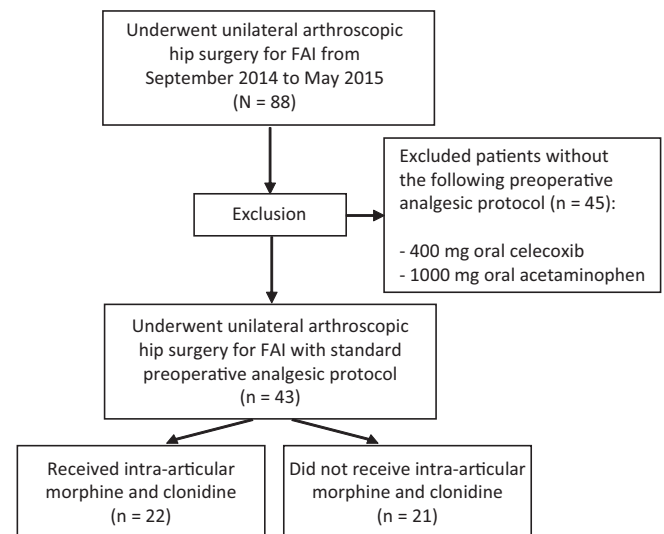 Underwent unilateral arthroscopic
hip surgery for FAI from
September 2014 to May 2015
(N = 88)
Excluded patients without
the following preoperative
analgesic protocol (n = 45):
- 400 mg oral celecoxib
- 1000 mg oral acetaminophen
Exclusion
Underwent unilateral arthroscopic
hip surgery for FAI with standard
preoperative analgesic protocol
(n = 43)
Received intra-articular
morphine and clonidine
(n = 22)
Did not receive intra-articular
morphine and clonidine
(n = 21)